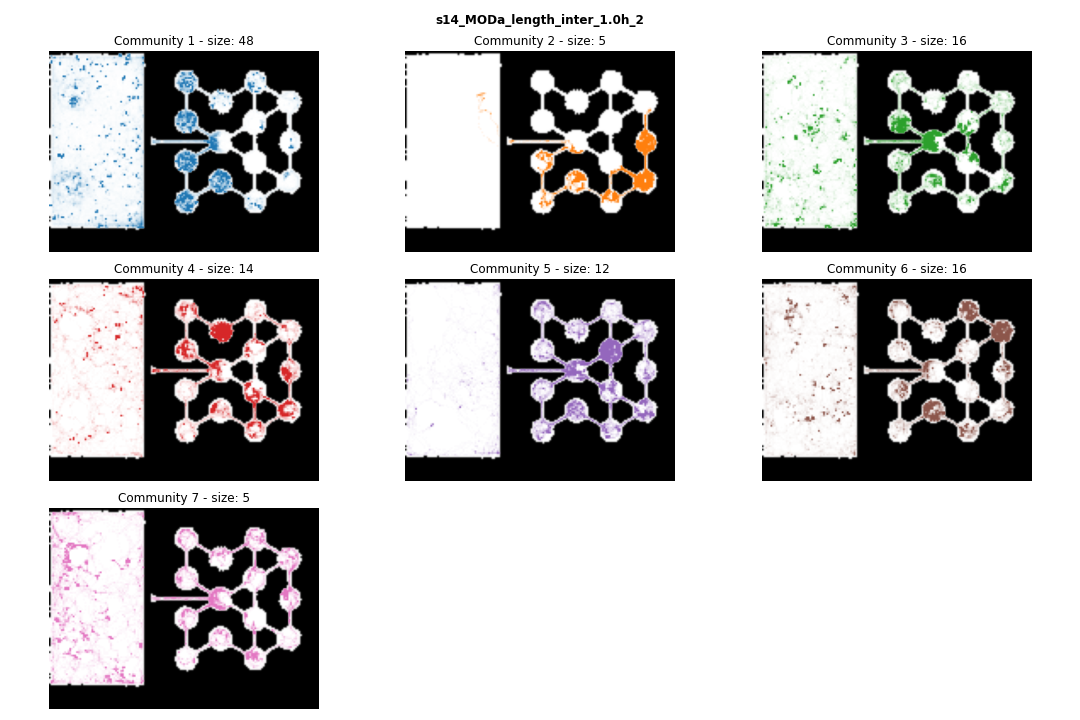 s14_MODa_length_inter_1.0h_2
Community 1 - size: 48
Community 2 - size: 5
Community 3 - size: 16
Community 4 - size: 14
Community 5 - size: 12
Community 6 - size: 16
Community 7 - size: 5